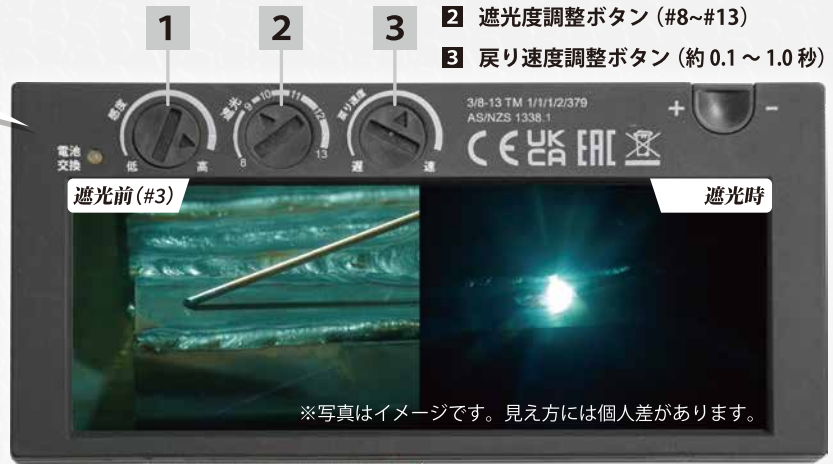 2 遮光度調整ボタン（#8~#13）
3 戻り速度調整ボタン（約 0.1 ～ 1.0 秒）
1
2
3
感度
低
高
遮光
8
9
10
11
12
13
戻り速度
遅
速
3/8-13 TM 1/1/1/2/379
AS/NZS 1338.1
CE UK CA EAC
+
-
電池
交換
遮光前（#3）
遮光時
※写真はイメージです。見え方には個人差があります。